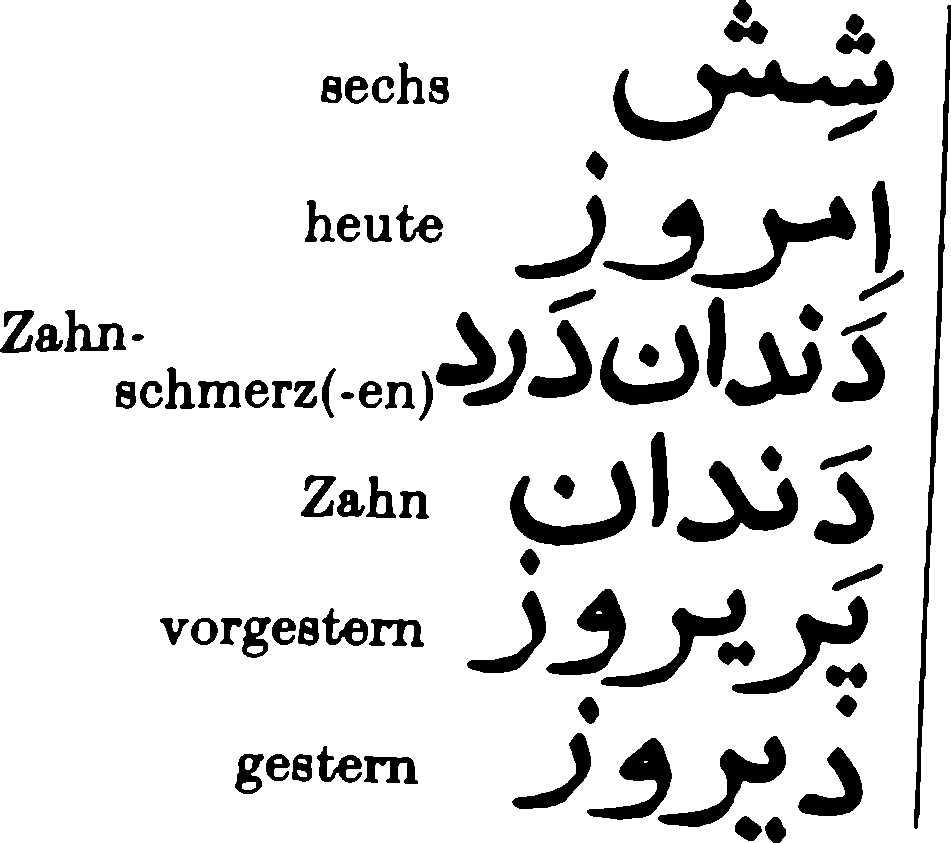 sechs شِش
heute اِمروز
Zahn-
schmerz(-en) دَندان دَرد
Zahn دَندان
vorgestern پَریروز
gestern دیروز